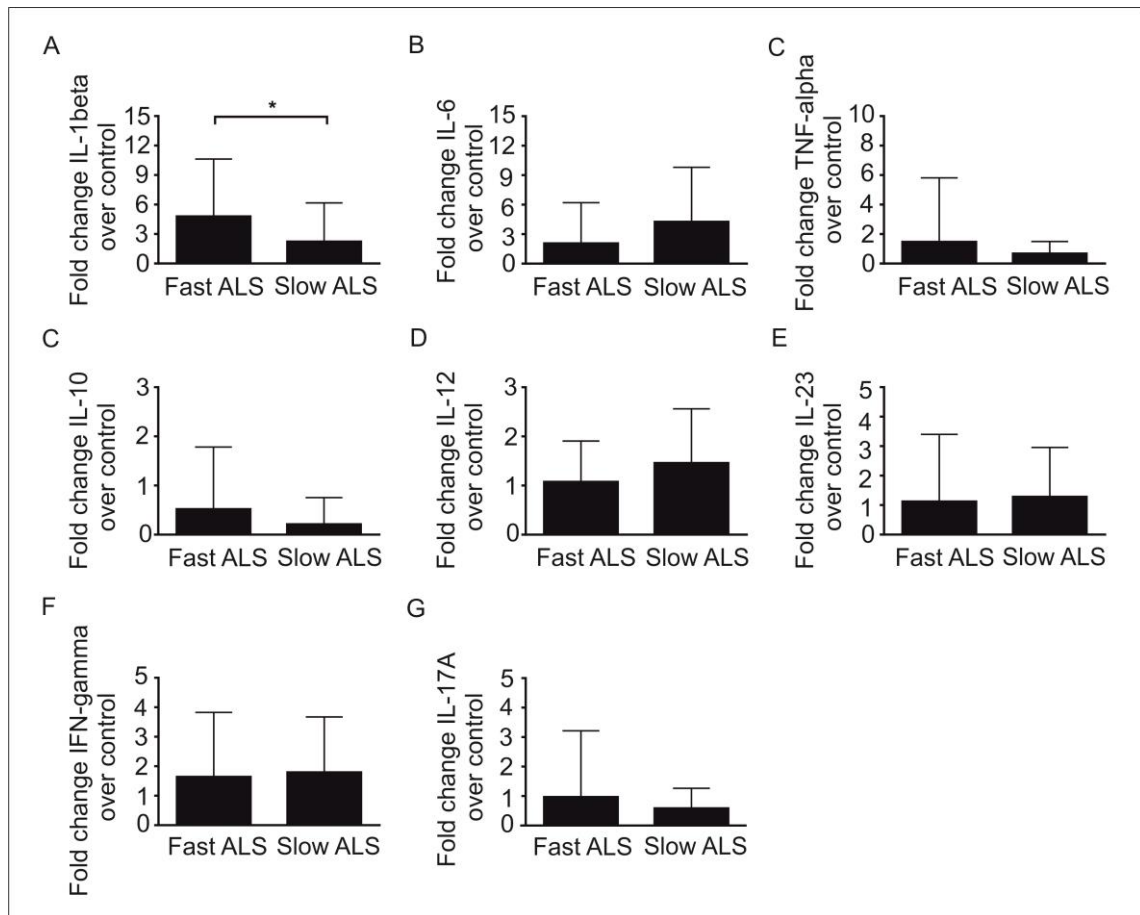 A
Fold change IL-1beta
over control
15
12
9
6
3
0
*
Fast ALS Slow ALS
B
Fold change IL-6
over control
15
12
9
6
3
0
Fast ALS Slow ALS
C
Fold change TNF-alpha
over control
10
8
6
4
2
0
Fast ALS Slow ALS
C
Fold change IL-10
over control
3
2
1
0
Fast ALS Slow ALS
D
Fold change IL-12
over control
3
2
1
0
Fast ALS Slow ALS
E
Fold change IL-23
over control
5
4
3
2
1
0
Fast ALS Slow ALS
F
Fold change IFN-gamma
over control
5
4
3
2
1
0
Fast ALS Slow ALS
G
Fold change IL-17A
over control
5
4
3
2
1
0
Fast ALS Slow ALS